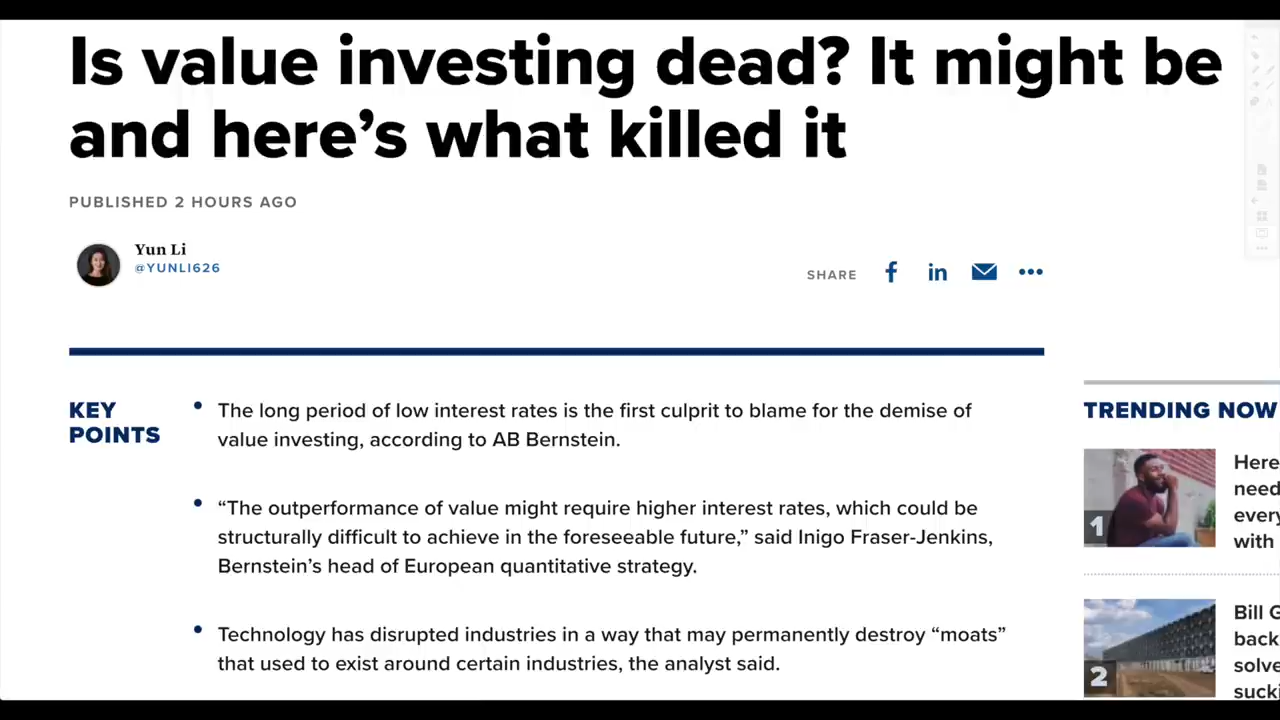 Is value investing dead? It might be
and here’s what killed it
PUBLISHED 2 HOURS AGO
Yun Li
@YUNLI626
SHARE
KEY
POINTS
The long period of low interest rates is the first culprit to blame for the demise of
value investing, according to AB Bernstein.
“The outperformance of value might require higher interest rates, which could be
structurally difficult to achieve in the foreseeable future,” said Inigo Fraser-Jenkins,
Bernstein’s head of European quantitative strategy.
Technology has disrupted industries in a way that may permanently destroy “moats”
that used to exist around certain industries, the analyst said.
TRENDING NOW
1
Here
need
every
with
2
Bill G
back
solve
sucki